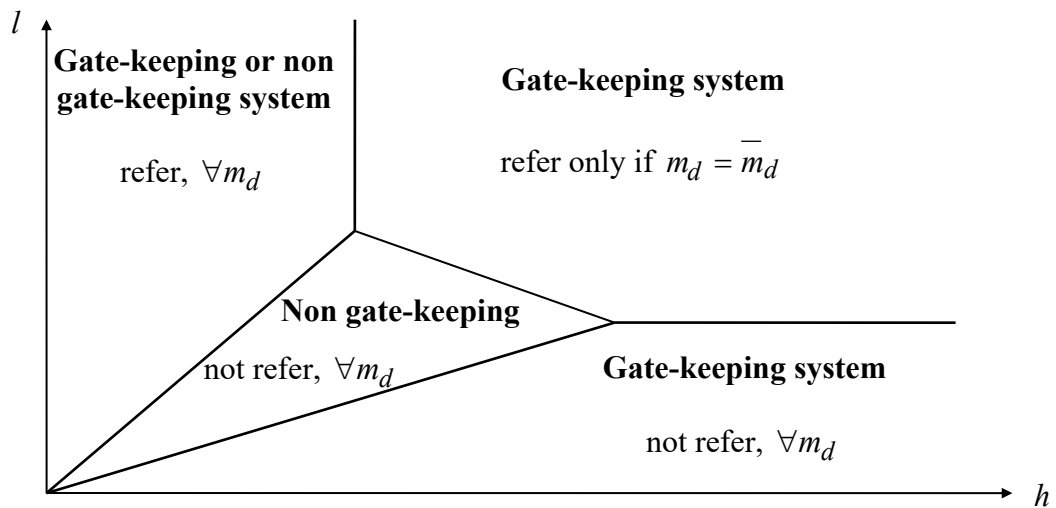 l
Gate-keeping or non
gate-keeping system
refer, ∀m_d
Gate-keeping system
refer only if m_d = m̅_d
Non gate-keeping
not refer, ∀m_d
Gate-keeping system
not refer, ∀m_d
h